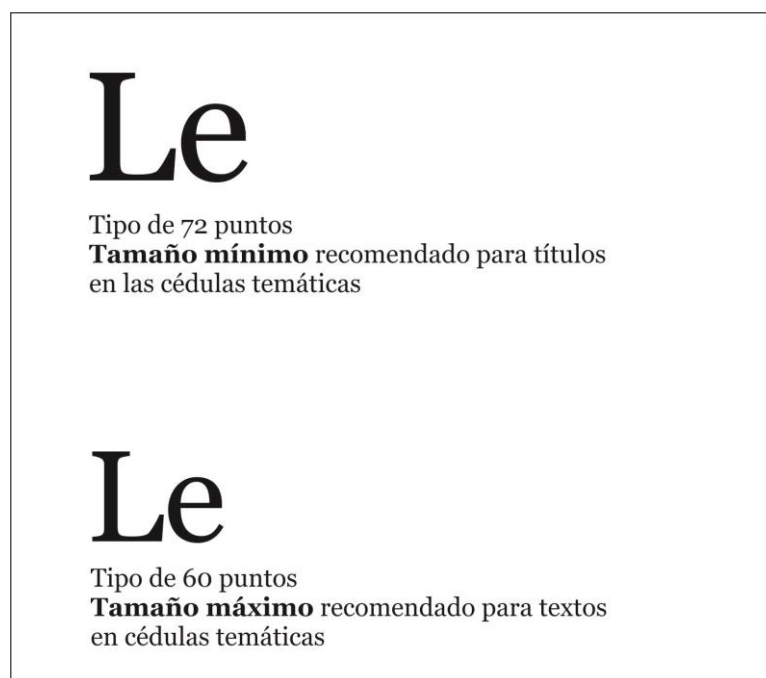 Le
Tipo de 72 puntos
Tamaño mínimo recomendado para títulos
en las cédulas temáticas
Le
Tipo de 60 puntos
Tamaño máximo recomendado para textos
en cédulas temáticas